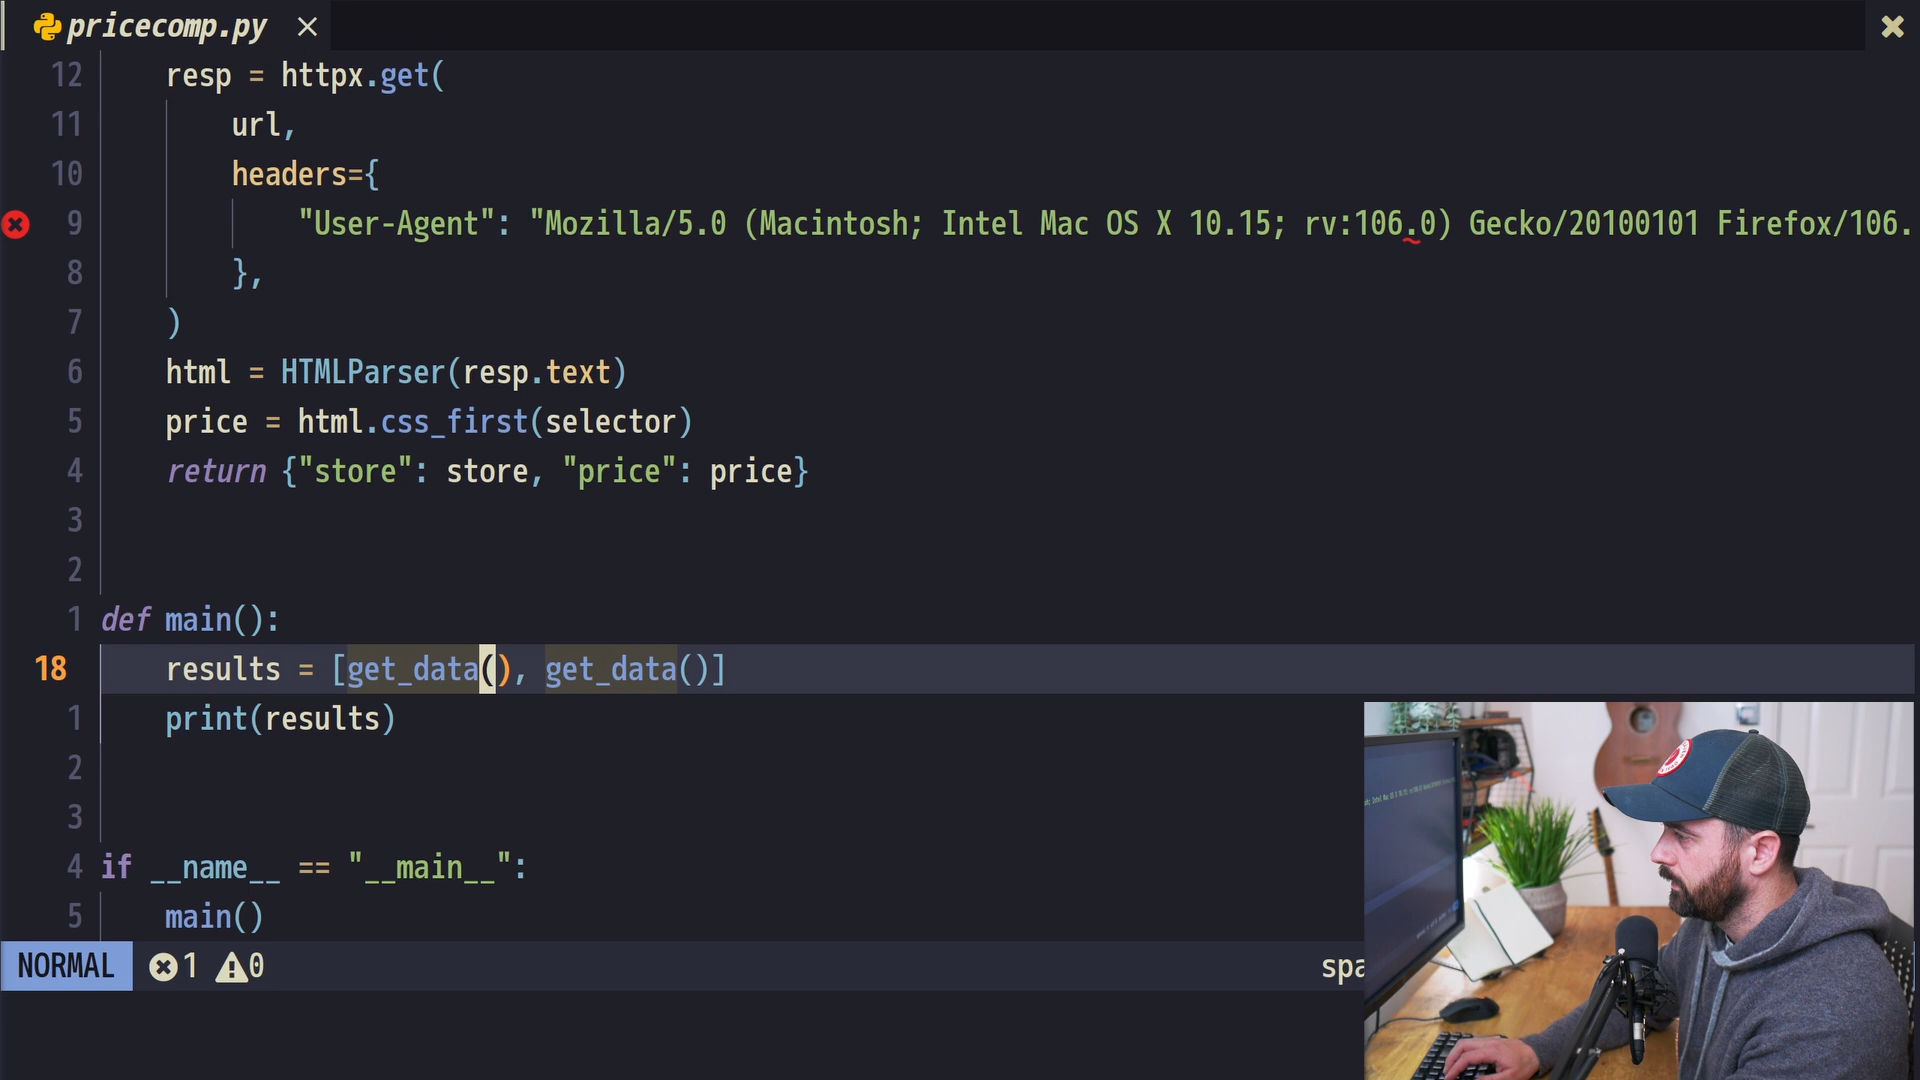 pricecomp.py
12 resp = httpx.get(
11 url,
10 headers={
9 "User-Agent": "Mozilla/5.0 (Macintosh; Intel Mac OS X 10.15; rv:106.0) Gecko/20100101 Firefox/106.
8 },
7 )
6 html = HTMLParser(resp.text)
5 price = html.css_first(selector)
4 return {"store": store, "price": price}
3
2
1 def main():
18 results = [get_data(), get_data()]
1 print(results)
2
3
4 if __name__ == "__main__":
5 main()
NORMAL 1 0 spa